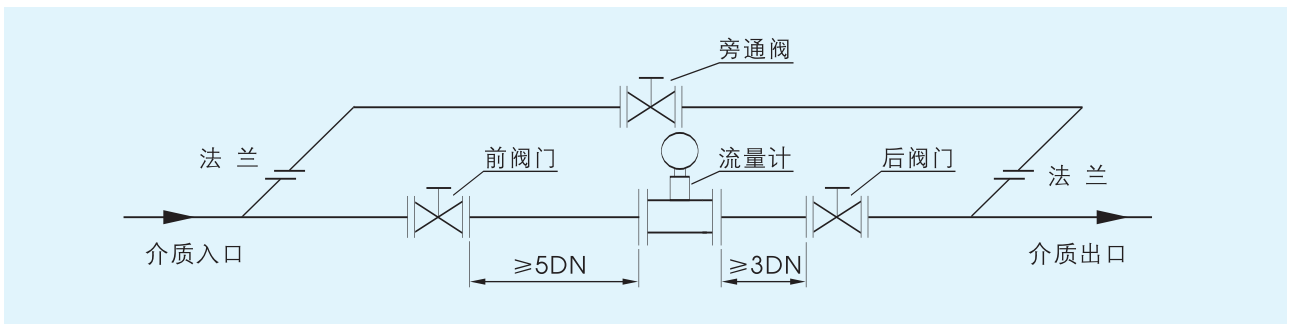 旁通阀
法 兰
前阀门
流量计
后阀门
法 兰
介质入口
介质出口
≥5DN
≥3DN